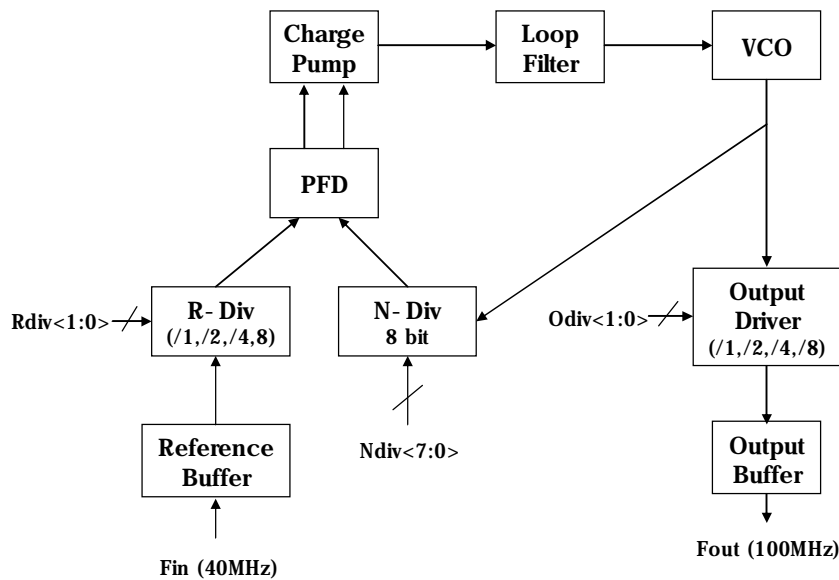 Charge
Pump
Loop
Filter
VCO
PFD
Rdiv<1:0>
R- Div
(/1,/2,/4,8)
N- Div
8 bit
Odiv<1:0>
Output
Driver
(/1,/2,/4,/8)
Reference
Buffer
Ndiv<7:0>
Output
Buffer
Fin (40MHz)
Fout (100MHz)